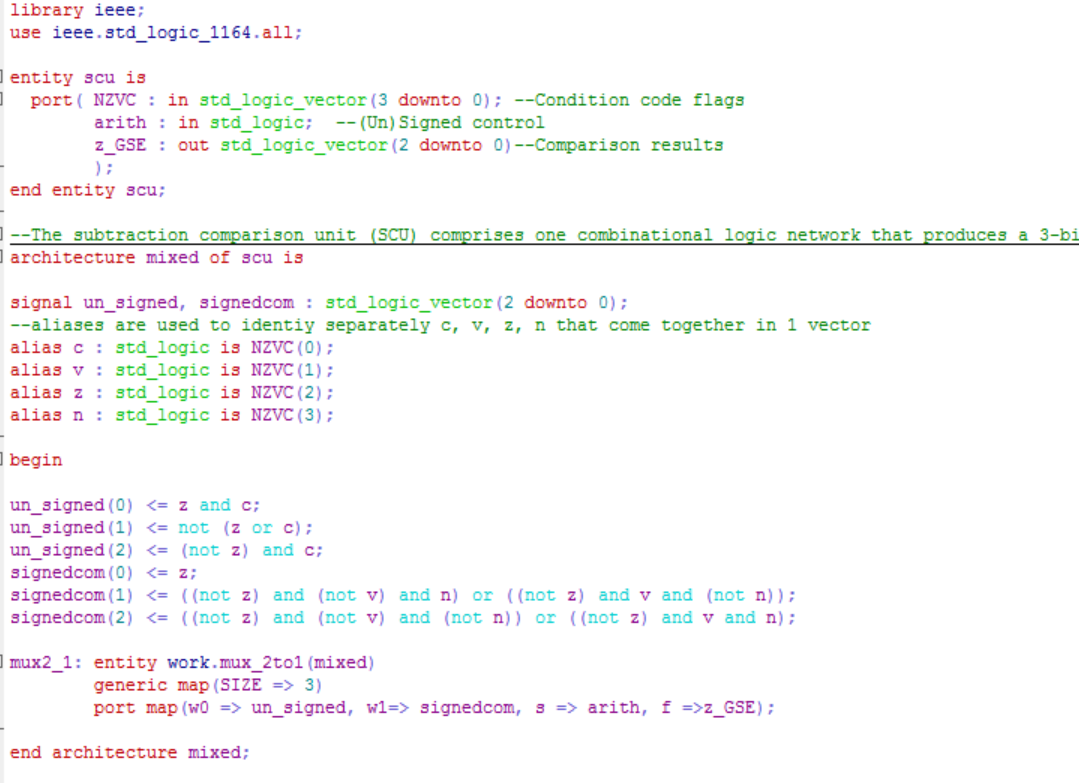 library ieee;
use ieee.std_logic_1164.all;
entity scu is
port( NZVC : in std_logic_vector(3 downto 0); --Condition code flags
arith : in std_logic; --(Un)Signed control
z_GSE : out std_logic_vector(2 downto 0)--Comparison results
);
end entity scu;
--The subtraction comparison unit (SCU) comprises one combinational logic network that produces a 3-bi
architecture mixed of scu is
signal un_signed, signedcom : std_logic_vector(2 downto 0);
--aliases are used to identiy separately c, v, z, n that come together in 1 vector
alias c : std_logic is NZVC(0);
alias v : std_logic is NZVC(1);
alias z : std_logic is NZVC(2);
alias n : std_logic is NZVC(3);
begin
un_signed(0) <= z and c;
un_signed(1) <= not (z or c);
un_signed(2) <= (not z) and c;
signedcom(0) <= z;
signedcom(1) <= ((not z) and (not v) and n) or ((not z) and v and (not n));
signedcom(2) <= ((not z) and (not v) and (not n)) or ((not z) and v and n);
mux2_1: entity work.mux_2to1(mixed)
generic map(SIZE => 3)
port map(w0 => un_signed, w1=> signedcom, s => arith, f =>z_GSE);
end architecture mixed;